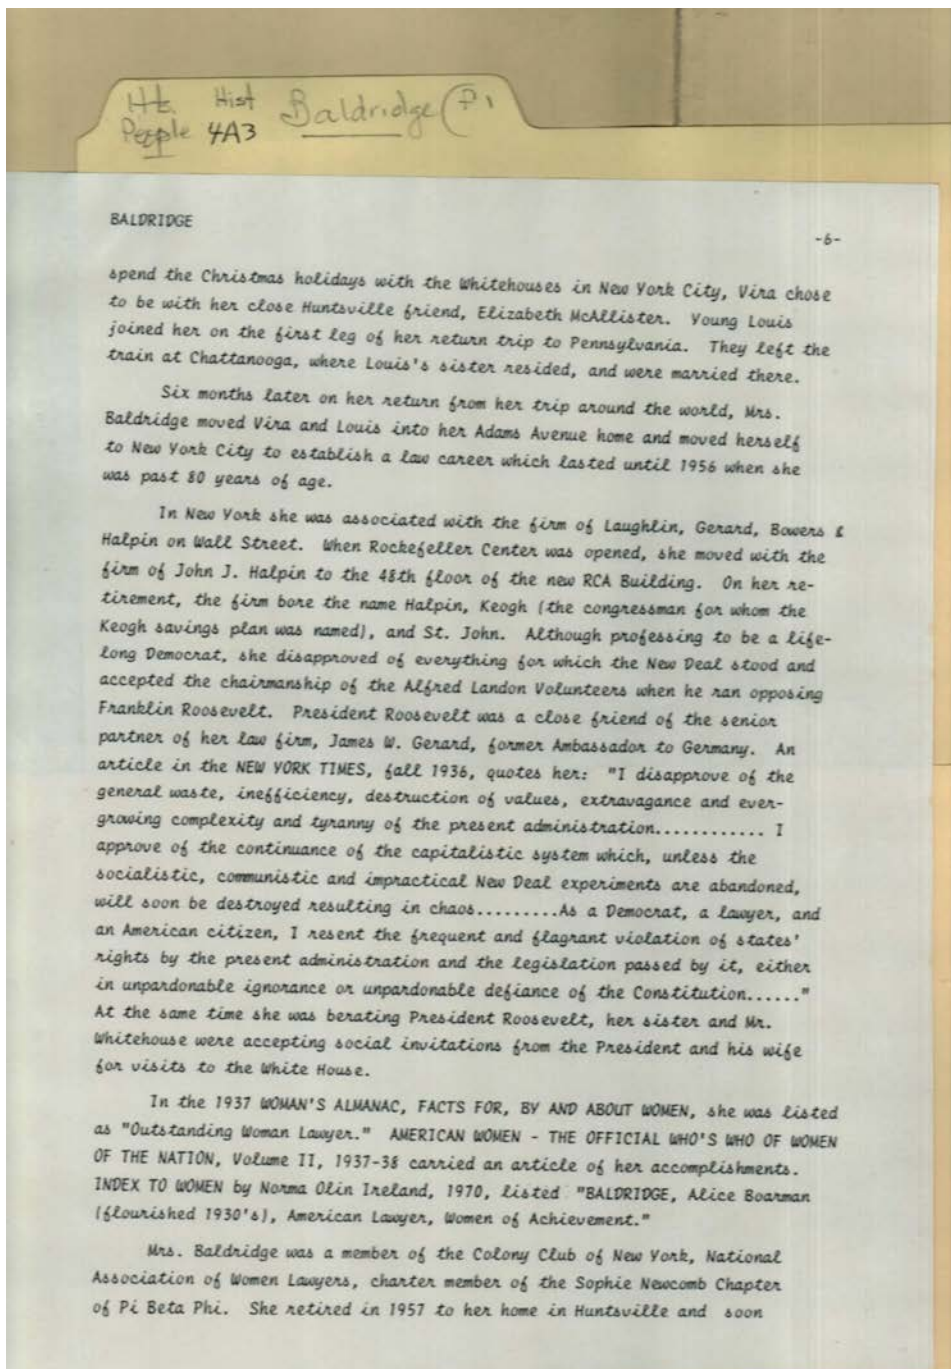 Hts. Hist Baldridge (P)
People 4A3
BALDRIDGE
-6-
spend the Christmas holidays with the Whitehouses in New York City, Vira chose
to be with her close Huntsville friend, Elizabeth McAllister. Young Louis
joined her on the first leg of her return trip to Pennsylvania. They left the
train at Chattanooga, where Louis's sister resided, and were married there.
Six months later on her return from her trip around the world, Mrs.
Baldridge moved Vira and Louis into her Adams Avenue home and moved herself
to New York City to establish a law career which lasted until 1956 when she
was past 80 years of age.
In New York she was associated with the firm of Laughlin, Gerard, Bowers &
Halpin on Wall Street. When Rockefeller Center was opened, she moved with the
firm of John J. Halpin to the 48th floor of the new RCA Building. On her re-
tirement, the firm bore the name Halpin, Keogh (the congressman for whom the
Keogh savings plan was named), and St. John. Although professing to be a life-
long Democrat, she disapproved of everything for which the New Deal stood and
accepted the chairmanship of the Alfred Landon Volunteers when he ran opposing
Franklin Roosevelt. President Roosevelt was a close friend of the senior
partner of her law firm, James W. Gerard, former Ambassador to Germany. An
article in the NEW YORK TIMES, fall 1936, quotes her: "I disapprove of the
general waste, inefficiency, destruction of values, extravagance and ever-
growing complexity and tyranny of the present administration............ I
approve of the continuance of the capitalistic system which, unless the
socialistic, communistic and impractical New Deal experiments are abandoned,
will soon be destroyed resulting in chaos.........As a Democrat, a lawyer, and
an American citizen, I resent the frequent and flagrant violation of states'
rights by the present administration and the legislation passed by it, either
in unpardonable ignorance or unpardonable defiance of the Constitution......"
At the same time she was berating President Roosevelt, her sister and Mr.
Whitehouse were accepting social invitations from the President and his wife
for visits to the White House.
In the 1937 WOMAN'S ALMANAC, FACTS FOR, BY AND ABOUT WOMEN, she was listed
as "Outstanding Woman Lawyer." AMERICAN WOMEN - THE OFFICIAL WHO'S WHO OF WOMEN
OF THE NATION, Volume II, 1937-38 carried an article of her accomplishments.
INDEX TO WOMEN by Norma Olin Ireland, 1970, listed "BALDRIDGE, Alice Boarman
(flourished 1930's), American Lawyer, Women of Achievement."
Mrs. Baldridge was a member of the Colony Club of New York, National
Association of Women Lawyers, charter member of the Sophie Newcomb Chapter
of Pi Beta Phi. She retired in 1957 to her home in Huntsville and soon